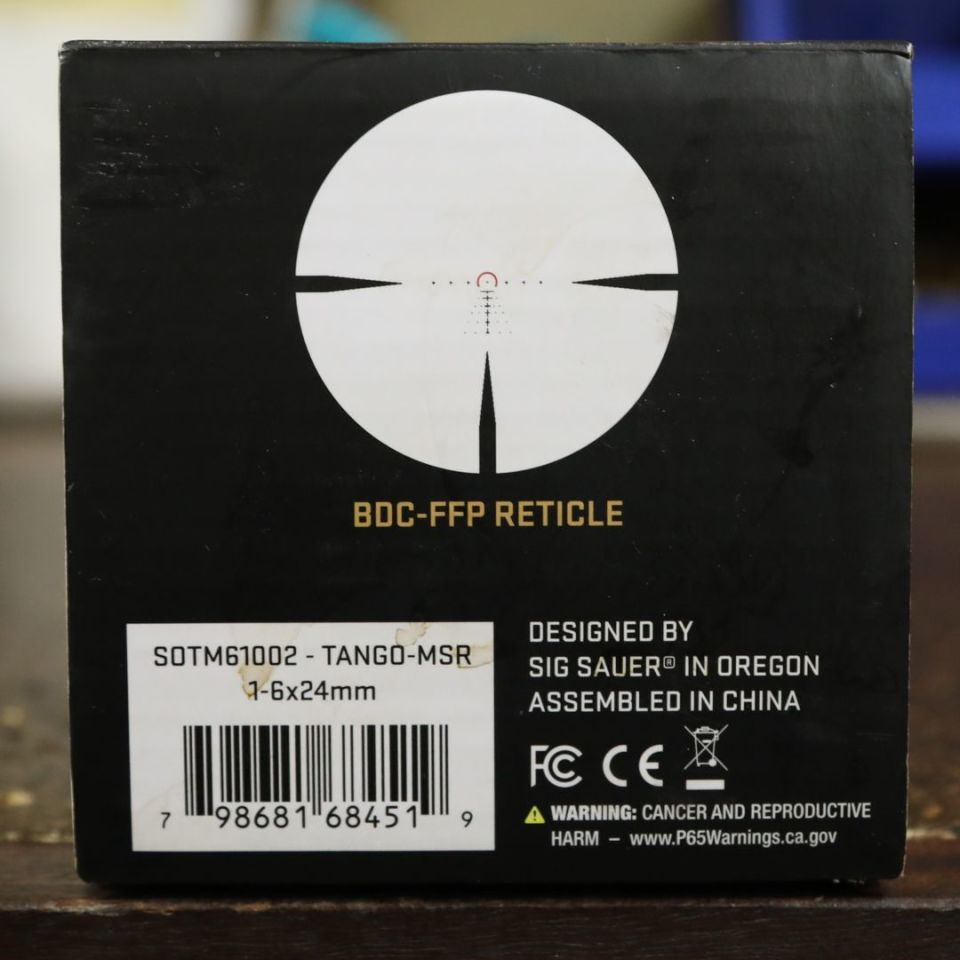 BDC-FFP RETICLE
SOTM61002 - TANGO-MSR
1-6x24mm
7 98681 68451 9
DESIGNED BY
SIG SAUER® IN OREGON
ASSEMBLED IN CHINA
FC CE
WARNING: CANCER AND REPRODUCTIVE
HARM – www.P65Warnings.ca.gov